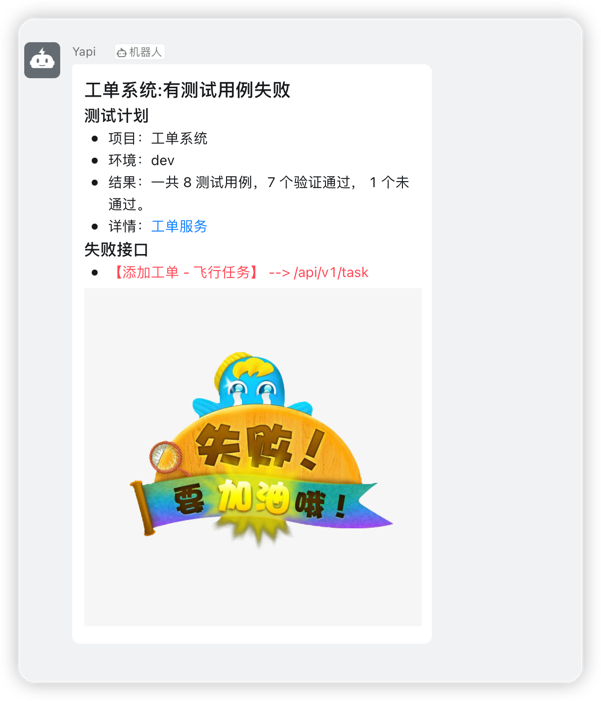 Yapi 机器人
工单系统:有测试用例失败
测试计划
• 项目：工单系统
• 环境：dev
• 结果：一共 8 测试用例，7 个验证通过， 1 个未
通过。
• 详情：工单服务
失败接口
• 【添加工单 - 飞行任务】 --> /api/v1/task
失败！
要加油哦！